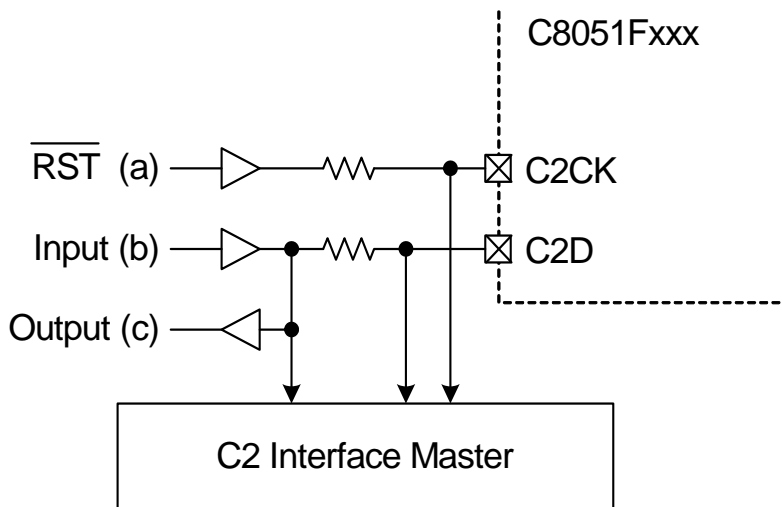 C8051Fxxx
RST (a)
C2CK
Input (b)
C2D
Output (c)
C2 Interface Master